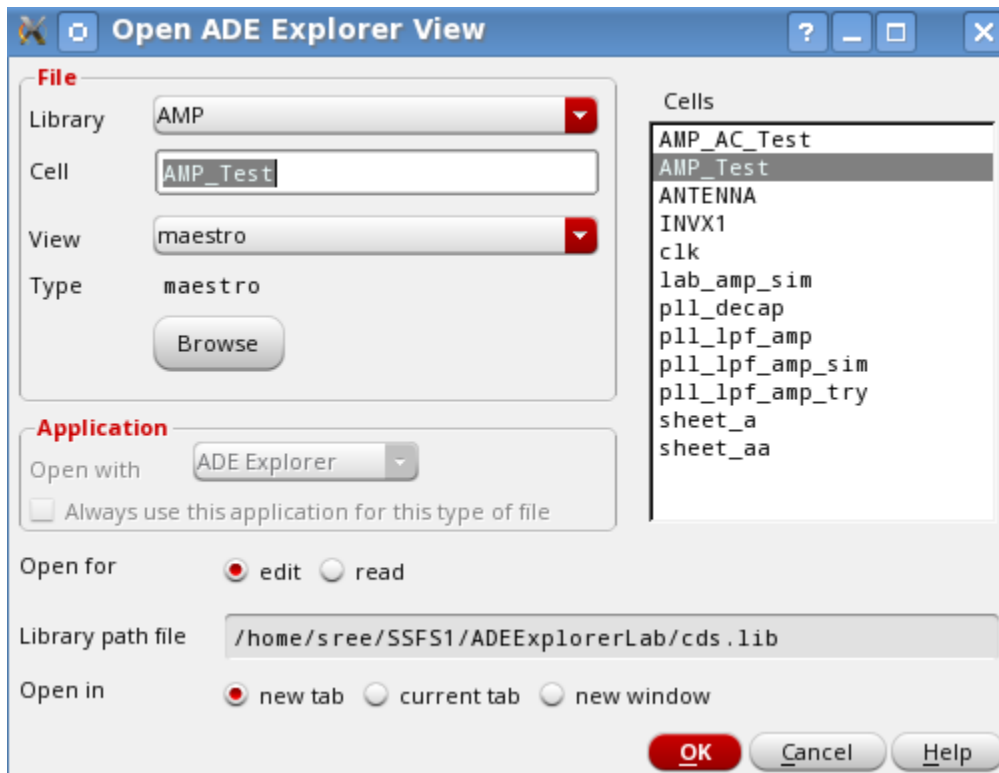 Open ADE Explorer View
?
File
Library AMP
Cell AMP_Test
View maestro
Type maestro
Browse
Cells
AMP_AC_Test
AMP_Test
ANTENNA
INVX1
clk
lab_amp_sim
pll_decap
pll_lpf_amp
pll_lpf_amp_sim
pll_lpf_amp_try
sheet_a
sheet_aa
Application
Open with ADE Explorer
Always use this application for this type of file
Open for edit read
Library path file /home/sree/SSFS1/ADEExplorerLab/cds.lib
Open in new tab current tab new window
OK Cancel Help